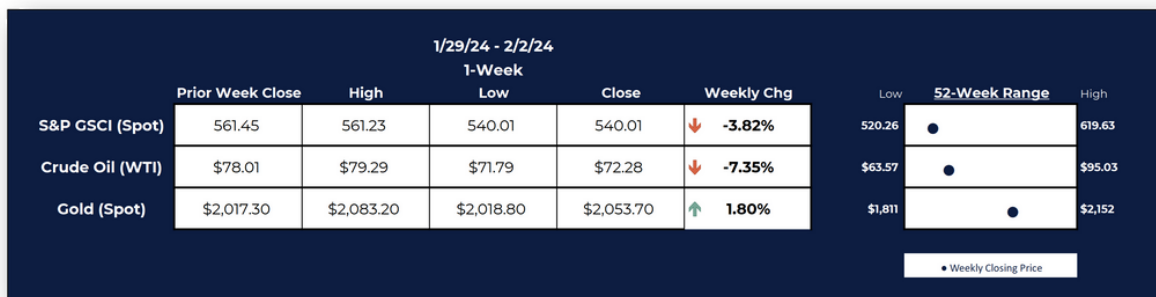 1/29/24 - 2/2/24
1-Week
Prior Week Close High Low Close Weekly Chg Low 52-Week Range High
S&P GSCI (Spot) 561.45 561.23 540.01 540.01 -3.82% 520.26 619.63
Crude Oil (WTI) $78.01 $79.29 $71.79 $72.28 -7.35% $63.57 $95.03
Gold (Spot) $2,017.30 $2,083.20 $2,018.80 $2,053.70 1.80% $1,811 $2,152
Weekly Closing Price